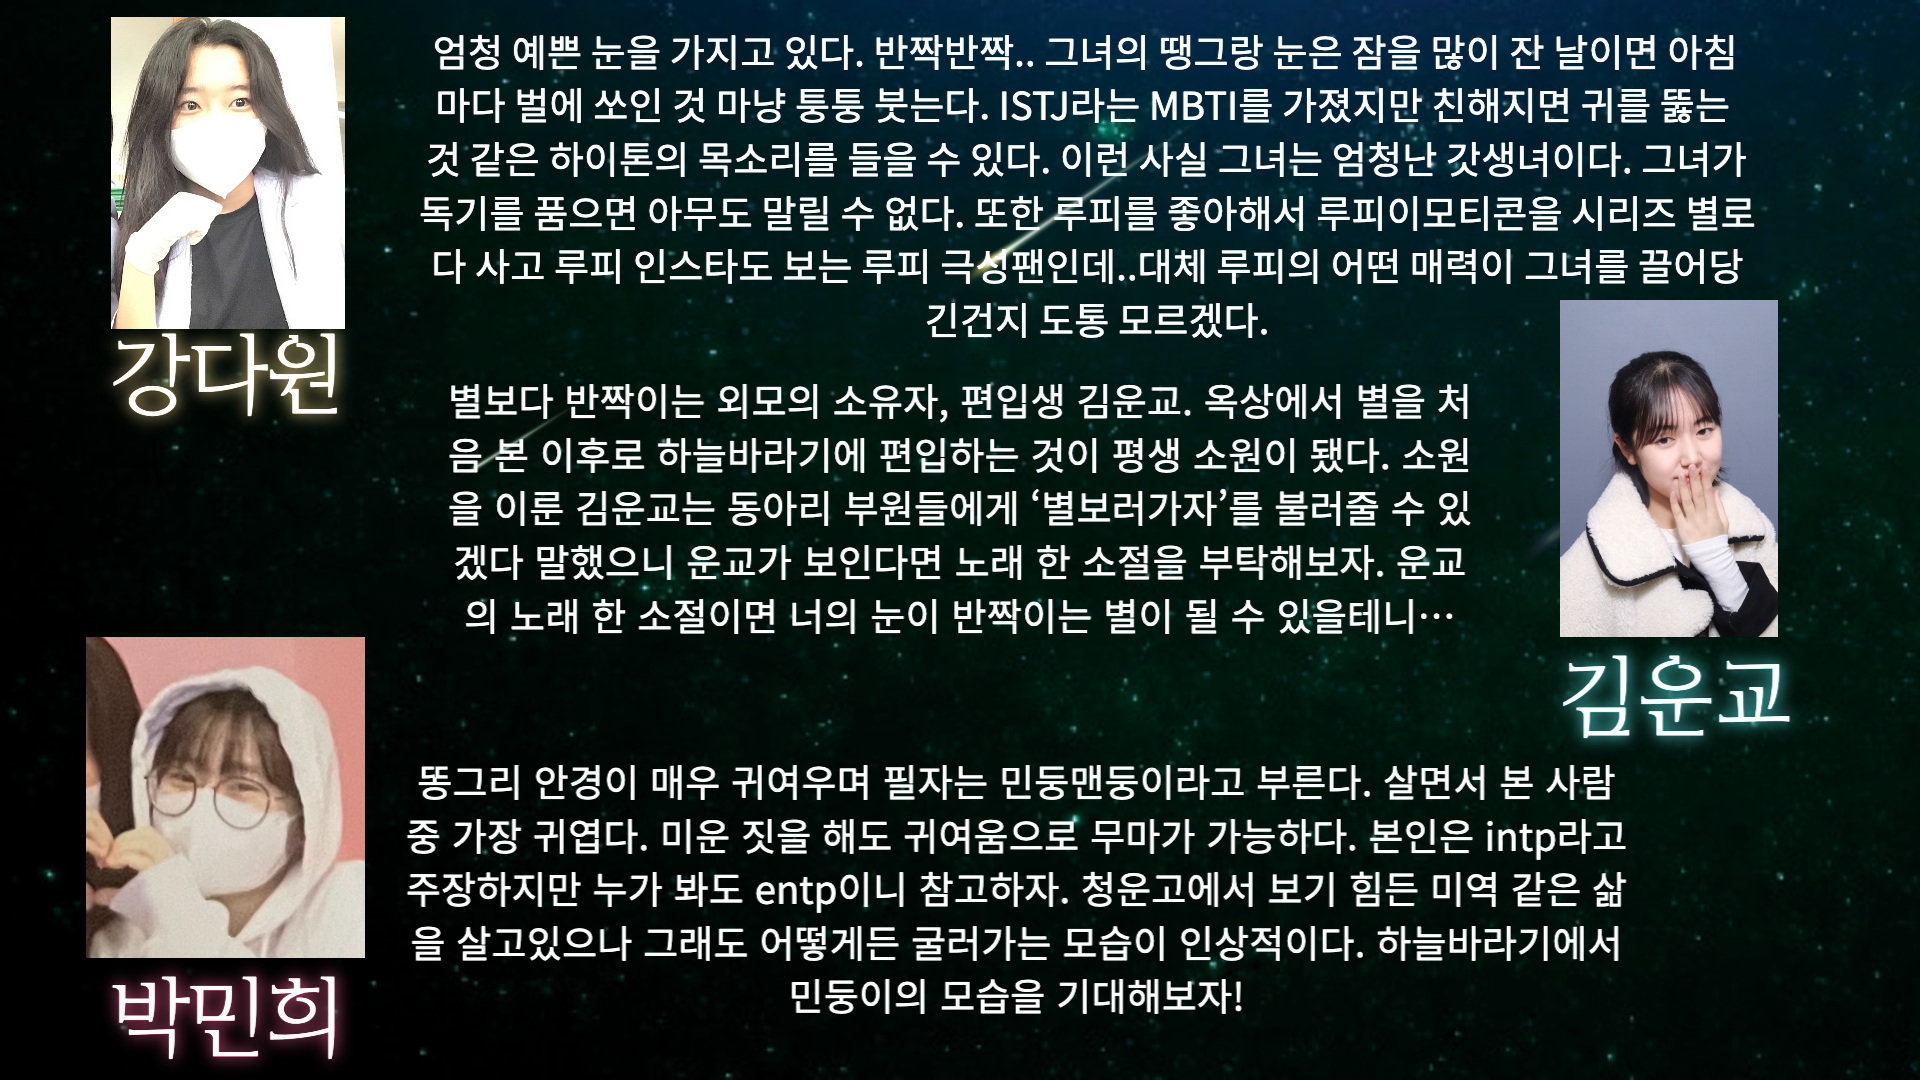 엄청 예쁜 눈을 가지고 있다. 반짝반짝.. 그녀의 땡그랑 눈은 잠을 많이 잔 날이면 아침
마다 벌에 쏘인 것 마냥 퉁퉁 붓는다. ISTJ라는 MBTI를 가졌지만 친해지면 귀를 뚫는
것 같은 하이톤의 목소리를 들을 수 있다. 이런 사실 그녀는 엄청난 갓생녀이다. 그녀가
독기를 품으면 아무도 말릴 수 없다. 또한 루피를 좋아해서 루피이모티콘을 시리즈 별로
다 사고 루피 인스타도 보는 루피 극성팬인데..대체 루피의 어떤 매력이 그녀를 끌어당
긴건지 도통 모르겠다.
강다원
별보다 반짝이는 외모의 소유자, 편입생 김운교. 옥상에서 별을 처
음 본 이후로 하늘바라기에 편입하는 것이 평생 소원이 됐다. 소원
을 이룬 김운교는 동아리 부원들에게 ‘별보러가자’를 불러줄 수 있
겠다 말했으니 운교가 보인다면 노래 한 소절을 부탁해보자. 운교
의 노래 한 소절이면 너의 눈이 반짝이는 별이 될 수 있을테니…
김운교
똥그리 안경이 매우 귀여우며 필자는 민둥맨둥이라고 부른다. 살면서 본 사람
중 가장 귀엽다. 미운 짓을 해도 귀여움으로 무마가 가능하다. 본인은 intp라고
주장하지만 누가 봐도 entp이니 참고하자. 청운고에서 보기 힘든 미역 같은 삶
을 살고있으나 그래도 어떻게든 굴러가는 모습이 인상적이다. 하늘바라기에서
민둥이의 모습을 기대해보자!
박민희